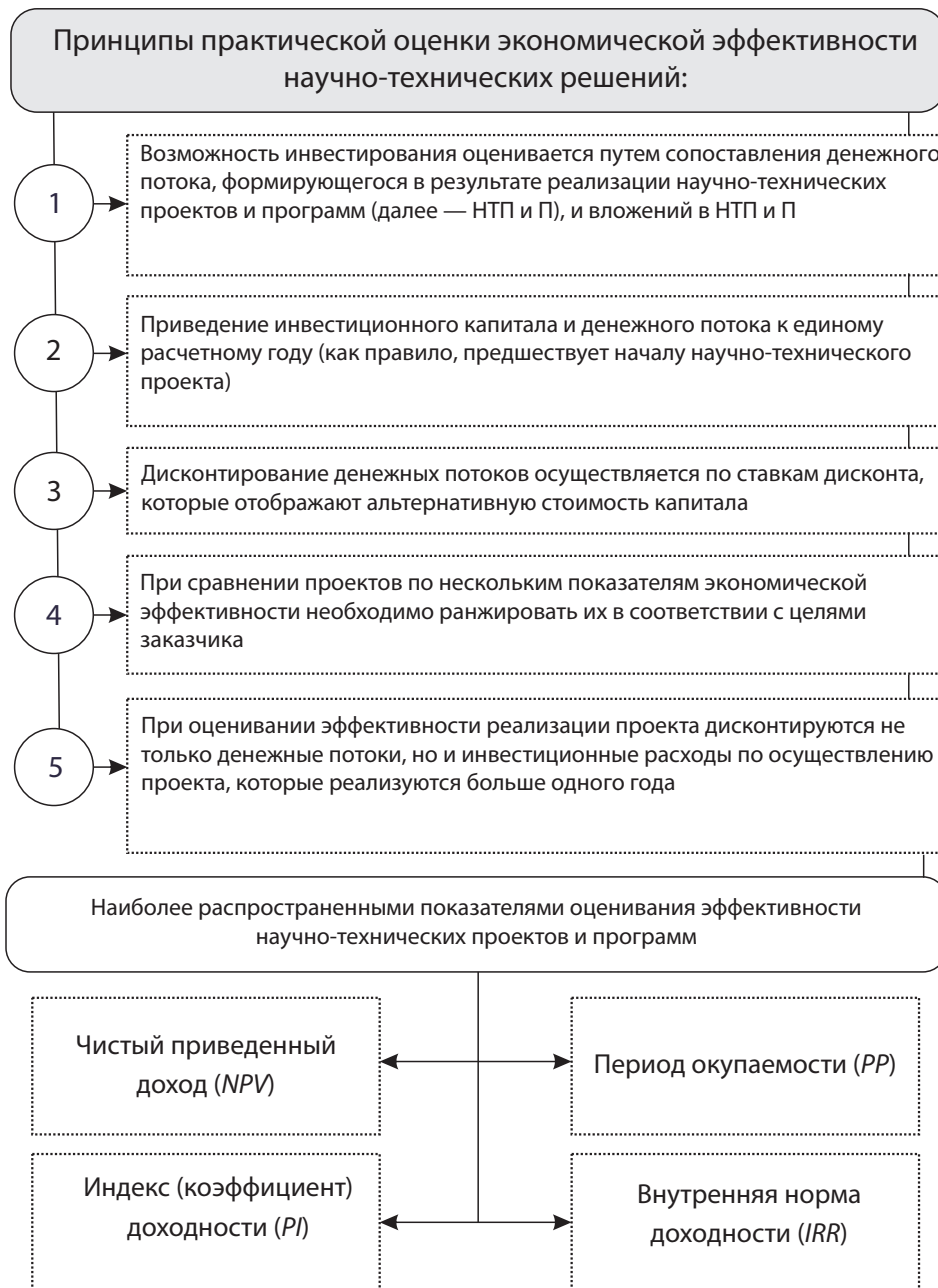 Принципы практической оценки экономической эффективности
научно-технических решений:
1
Возможность инвестирования оценивается путем сопоставления денежного
потока, формирующегося в результате реализации научно-технических
проектов и программ (далее — НТП и П), и вложений в НТП и П
2
Приведение инвестиционного капитала и денежного потока к единому
расчетному году (как правило, предшествует началу научно-технического
проекта)
3
Дисконтирование денежных потоков осуществляется по ставкам дисконта,
которые отображают альтернативную стоимость капитала
4
При сравнении проектов по нескольким показателям экономической
эффективности необходимо ранжировать их в соответствии с целями
заказчика
5
При оценивании эффективности реализации проекта дисконтируются не
только денежные потоки, но и инвестиционные расходы по осуществлению
проекта, которые реализуются больше одного года
Наиболее распространенными показателями оценивания эффективности
научно-технических проектов и программ
Чистый приведенный
доход (NPV)
Период окупаемости (PP)
Индекс (коэффициент)
доходности (PI)
Внутренняя норма
доходности (IRR)